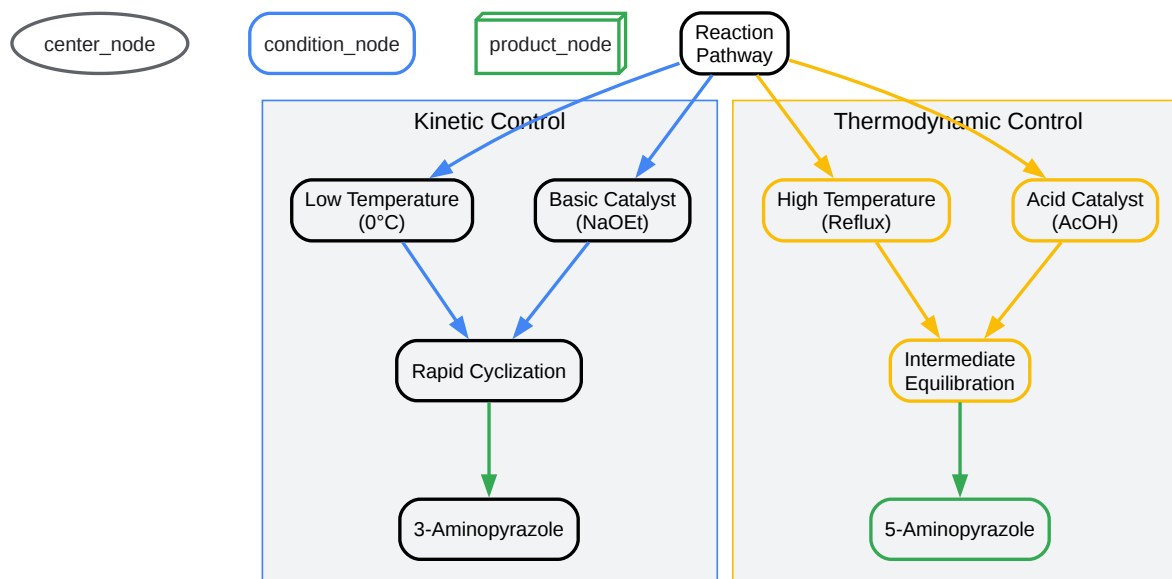 center_node
condition_node
product_node
Reaction
Pathway
Kinetic Control
Thermodynamic Control
Low Temperature
(0°C)
Basic Catalyst
(NaOEt)
High Temperature
(Reflux)
Acid Catalyst
(AcOH)
Rapid Cyclization
Intermediate
Equilibration
3-Aminopyrazole
5-Aminopyrazole